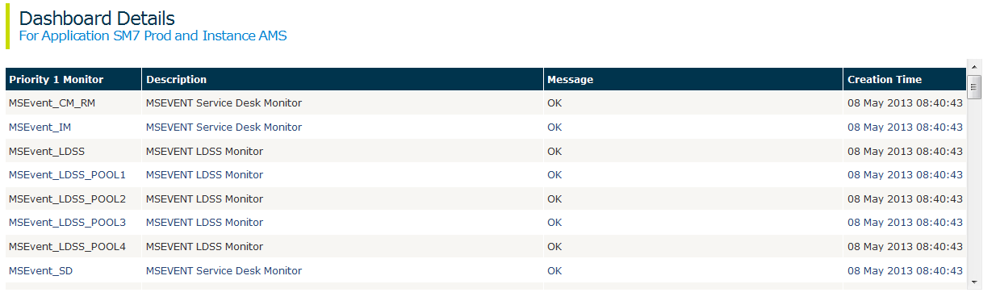 Dashboard Details
For Application SM7 Prod and Instance AMS
Priority 1 Monitor Description Message Creation Time
MSEvent_CM_RM MSEVENT Service Desk Monitor OK 08 May 2013 08:40:43
MSEvent_IM MSEVENT Service Desk Monitor OK 08 May 2013 08:40:43
MSEvent_LDSS MSEVENT LDSS Monitor OK 08 May 2013 08:40:43
MSEvent_LDSS_POOL1 MSEVENT LDSS Monitor OK 08 May 2013 08:40:43
MSEvent_LDSS_POOL2 MSEVENT LDSS Monitor OK 08 May 2013 08:40:43
MSEvent_LDSS_POOL3 MSEVENT LDSS Monitor OK 08 May 2013 08:40:43
MSEvent_LDSS_POOL4 MSEVENT LDSS Monitor OK 08 May 2013 08:40:43
MSEvent_SD MSEVENT Service Desk Monitor OK 08 May 2013 08:40:43